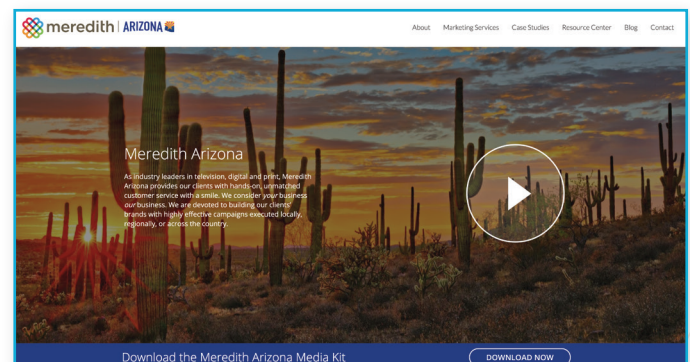 meredith | ARIZONA
About Marketing Services Case Studies Resource Center Blog Contact
Meredith Arizona
As industry leaders in television, digital and print, Meredith
Arizona provides our clients with hands-on, unmatched
customer service with a smile. We consider your business
our business. We are devoted to building our clients'
brands with highly effective campaigns executed locally,
regionally, or across the country.
Download the Meredith Arizona Media Kit
DOWNLOAD NOW